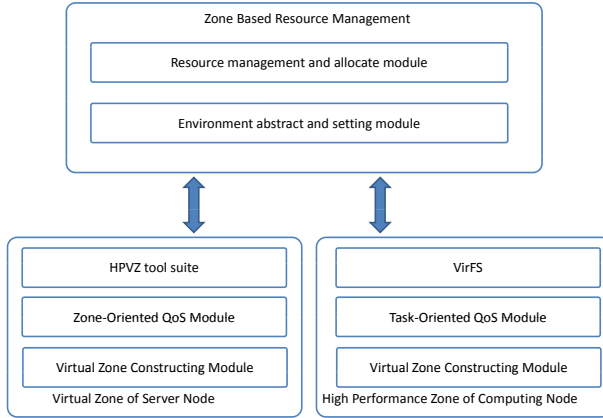 Zone Based Resource Management
Resource management and allocate module
Environment abstract and setting module
HPVZ tool suite
Zone-Oriented QoS Module
Virtual Zone Constructing Module
Virtual Zone of Server Node
VirFS
Task-Oriented QoS Module
Virtual Zone Constructing Module
High Performance Zone of Computing Node